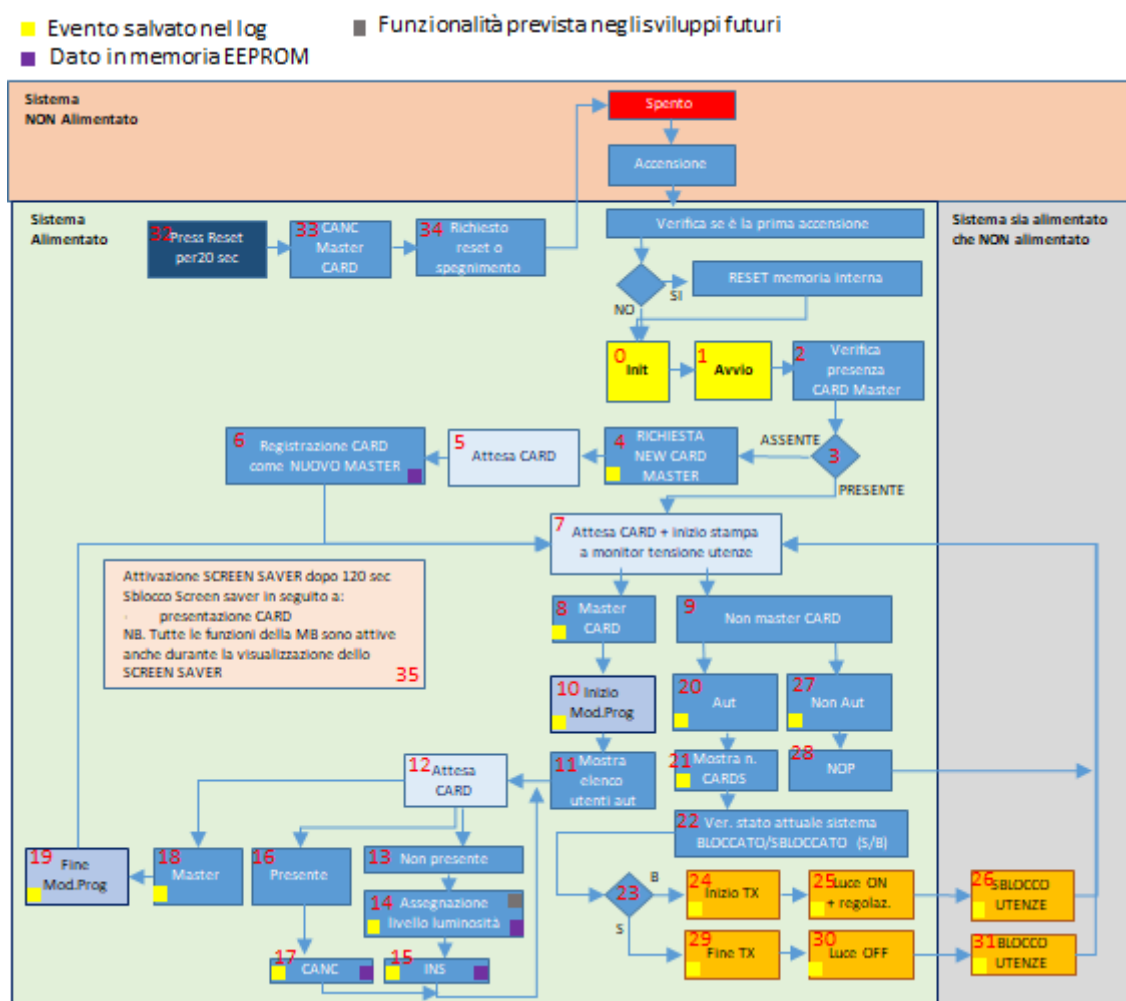 Evento salvato nel log
Funzionalità prevista negli sviluppi futuri
Dato in memoria EEPROM
Sistema
NON Alimentato
Spento
Accensione
Sistema
Alimentato
Sistema sia alimentato
che NON alimentato
32 Press Reset
per20 sec
33 CANC
Master
CARD
34 Richiesto
reset o
spegnimento
Verifica se è la prima accensione
SI
NO
RESET memoria interna
0 Init
1 Avvio
2 Verifica
presenza
CARD Master
3
ASSENTE
PRESENTE
4 RICHIESTA
NEW CARD
MASTER
5 Attesa CARD
6 Registrazione CARD
come NUOVO MASTER
7 Attesa CARD + inizio stampa
a monitor tensione utenze
Attivazione SCREEN SAVER dopo 120 sec
Sblocco Screen saver in seguito a:
· presentazione CARD
NB. Tutte le funzioni della MB sono attive
anche durante la visualizzazione dello
SCREEN SAVER
35
8 Master
CARD
9 Non master CARD
10 Inizio
Mod.Prog
20 Aut
27 Non Aut
11 Mostra
elenco
utenti aut
12 Attesa
CARD
21 Mostra n.
CARDS
28 NOP
22 Ver. stato attuale sistema
BLOCCATO/SBLOCCATO (S/B)
19 Fine
Mod.Prog
18 Master
16 Presente
13 Non presente
14 Assegnazione
livello luminosità
17 CANC
15 INS
23
B
S
24 Inizio TX
25 Luce ON
+ regolaz.
26 SBLOCCO
UTENZE
29 Fine TX
30 Luce OFF
31 BLOCCO
UTENZE